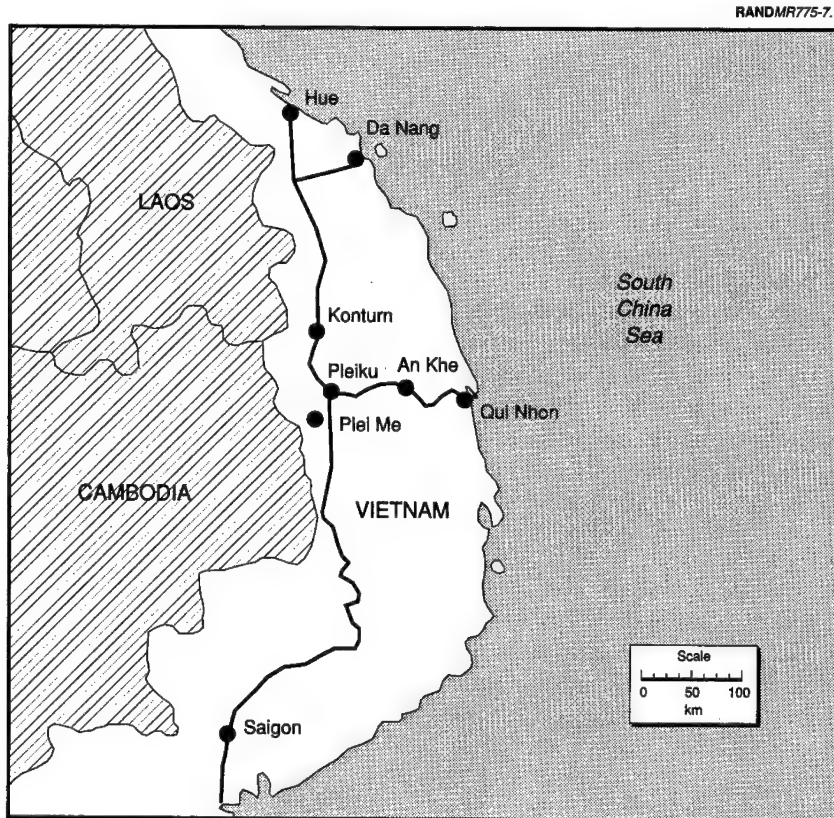 RANDMR775-7.
Hue
Da Nang
LAOS
South
China
Sea
Konturn
Pleiku
An Khe
Qui Nhon
Plei Me
CAMBODIA
VIETNAM
Scale
0 50 100
km
Saigon